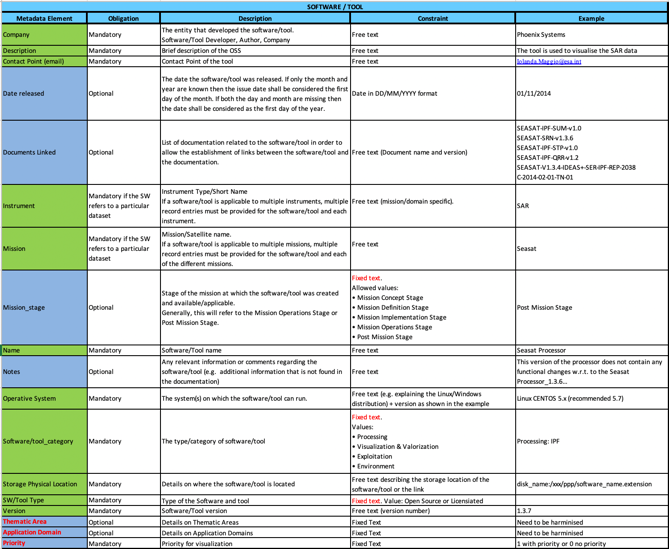 SOFTWARE / TOOL
Metadata Element Obligation Description Constraint Example
Company Mandatory The entity that developed the software/tool.
Software/Tool Developer, Author, Company Free text Phoenix Systems
Description Mandatory Brief description of the OSS Free text The tool is used to visualise the SAR data
Contact Point (email) Mandatory Contact Point of the tool Free text Iolanda.Maggio@esa.int
Date released Optional The date the software/tool was released. If only the month and
year are known then the issue date shall be considered the first
day of the month. If both the day and month are missing then
the date shall be considered as the first day of the year. Date in DD/MM/YYYY format 01/11/2014
Documents Linked Optional List of documentation related to the software/tool in order to
allow the establishment of links between the software/tool and
the documentation. Free text (Document name and version)
SEASAT-IPF-SUM-v1.0
SEASAT-SRN-v1.3.6
SEASAT-IPF-STP-v1.0
SEASAT-IPF-QRR-v1.2
SEASAT-V1.3.4-IDEAS+-SER-IPF-REP-2038
C-2014-02-01-TN-01
Instrument Mandatory if the SW
refers to a particular
dataset
Instrument Type/Short Name
If a software/tool is applicable to multiple instruments, multiple
record entries must be provided for the software/tool and each
instrument. Free text (mission/domain specific). SAR
Mission Mandatory if the SW
refers to a particular
dataset
Mission/Satellite name.
If a software/tool is applicable to multiple missions, multiple
record entries must be provided for the software/tool and each
of the different missions. Free text Seasat
Mission_stage Optional Stage of the mission at which the software/tool was created
and available/applicable.
Generally, this will refer to the Mission Operations Stage or
Post Mission Stage.
Fixed text.
Allowed values:
• Mission Concept Stage
• Mission Definition Stage
• Mission Implementation Stage
• Mission Operations Stage
• Post Mission Stage
Post Mission Stage
Name Mandatory Software/Tool name Free text Seasat Processor
Notes Optional Any relevant information or comments regarding the
software/tool (e.g. additional information that is not found in
the documentation) Free text
This version of the processor does not contain any
functional changes w.r.t. to the Seasat
Processor_1.3.6...
Operative System Mandatory The system(s) on which the software/tool can run. Free text (e.g. explaining the Linux/Windows
distribution) + version as shown in the example Linux CENTOS 5.x (recommended 5.7)
Software/tool_category Mandatory The type/category of software/tool
Fixed text.
Values:
• Processing
• Visualization & Valorization
• Exploitation
• Environment
Processing: IPF
Storage Physical Location Mandatory Details on where the software/tool is located Free text describing the storage location of the
software/tool or the link disk_name:/xxx/ppp/software_name.extension
SW/Tool Type Mandatory Type of the Software and tool Fixed text. Value: Open Source or Licensiated
Version Mandatory Software/Tool version Free text (version number) 1.3.7
Thematic Area Optional Details on Thematic Areas Fixed Text Need to be harminised
Application Domain Optional Details on Application Domains Fixed Text Need to be harminised
Priority Mandatory Priority for visualization Fixed Text 1 with priority or 0 no priority